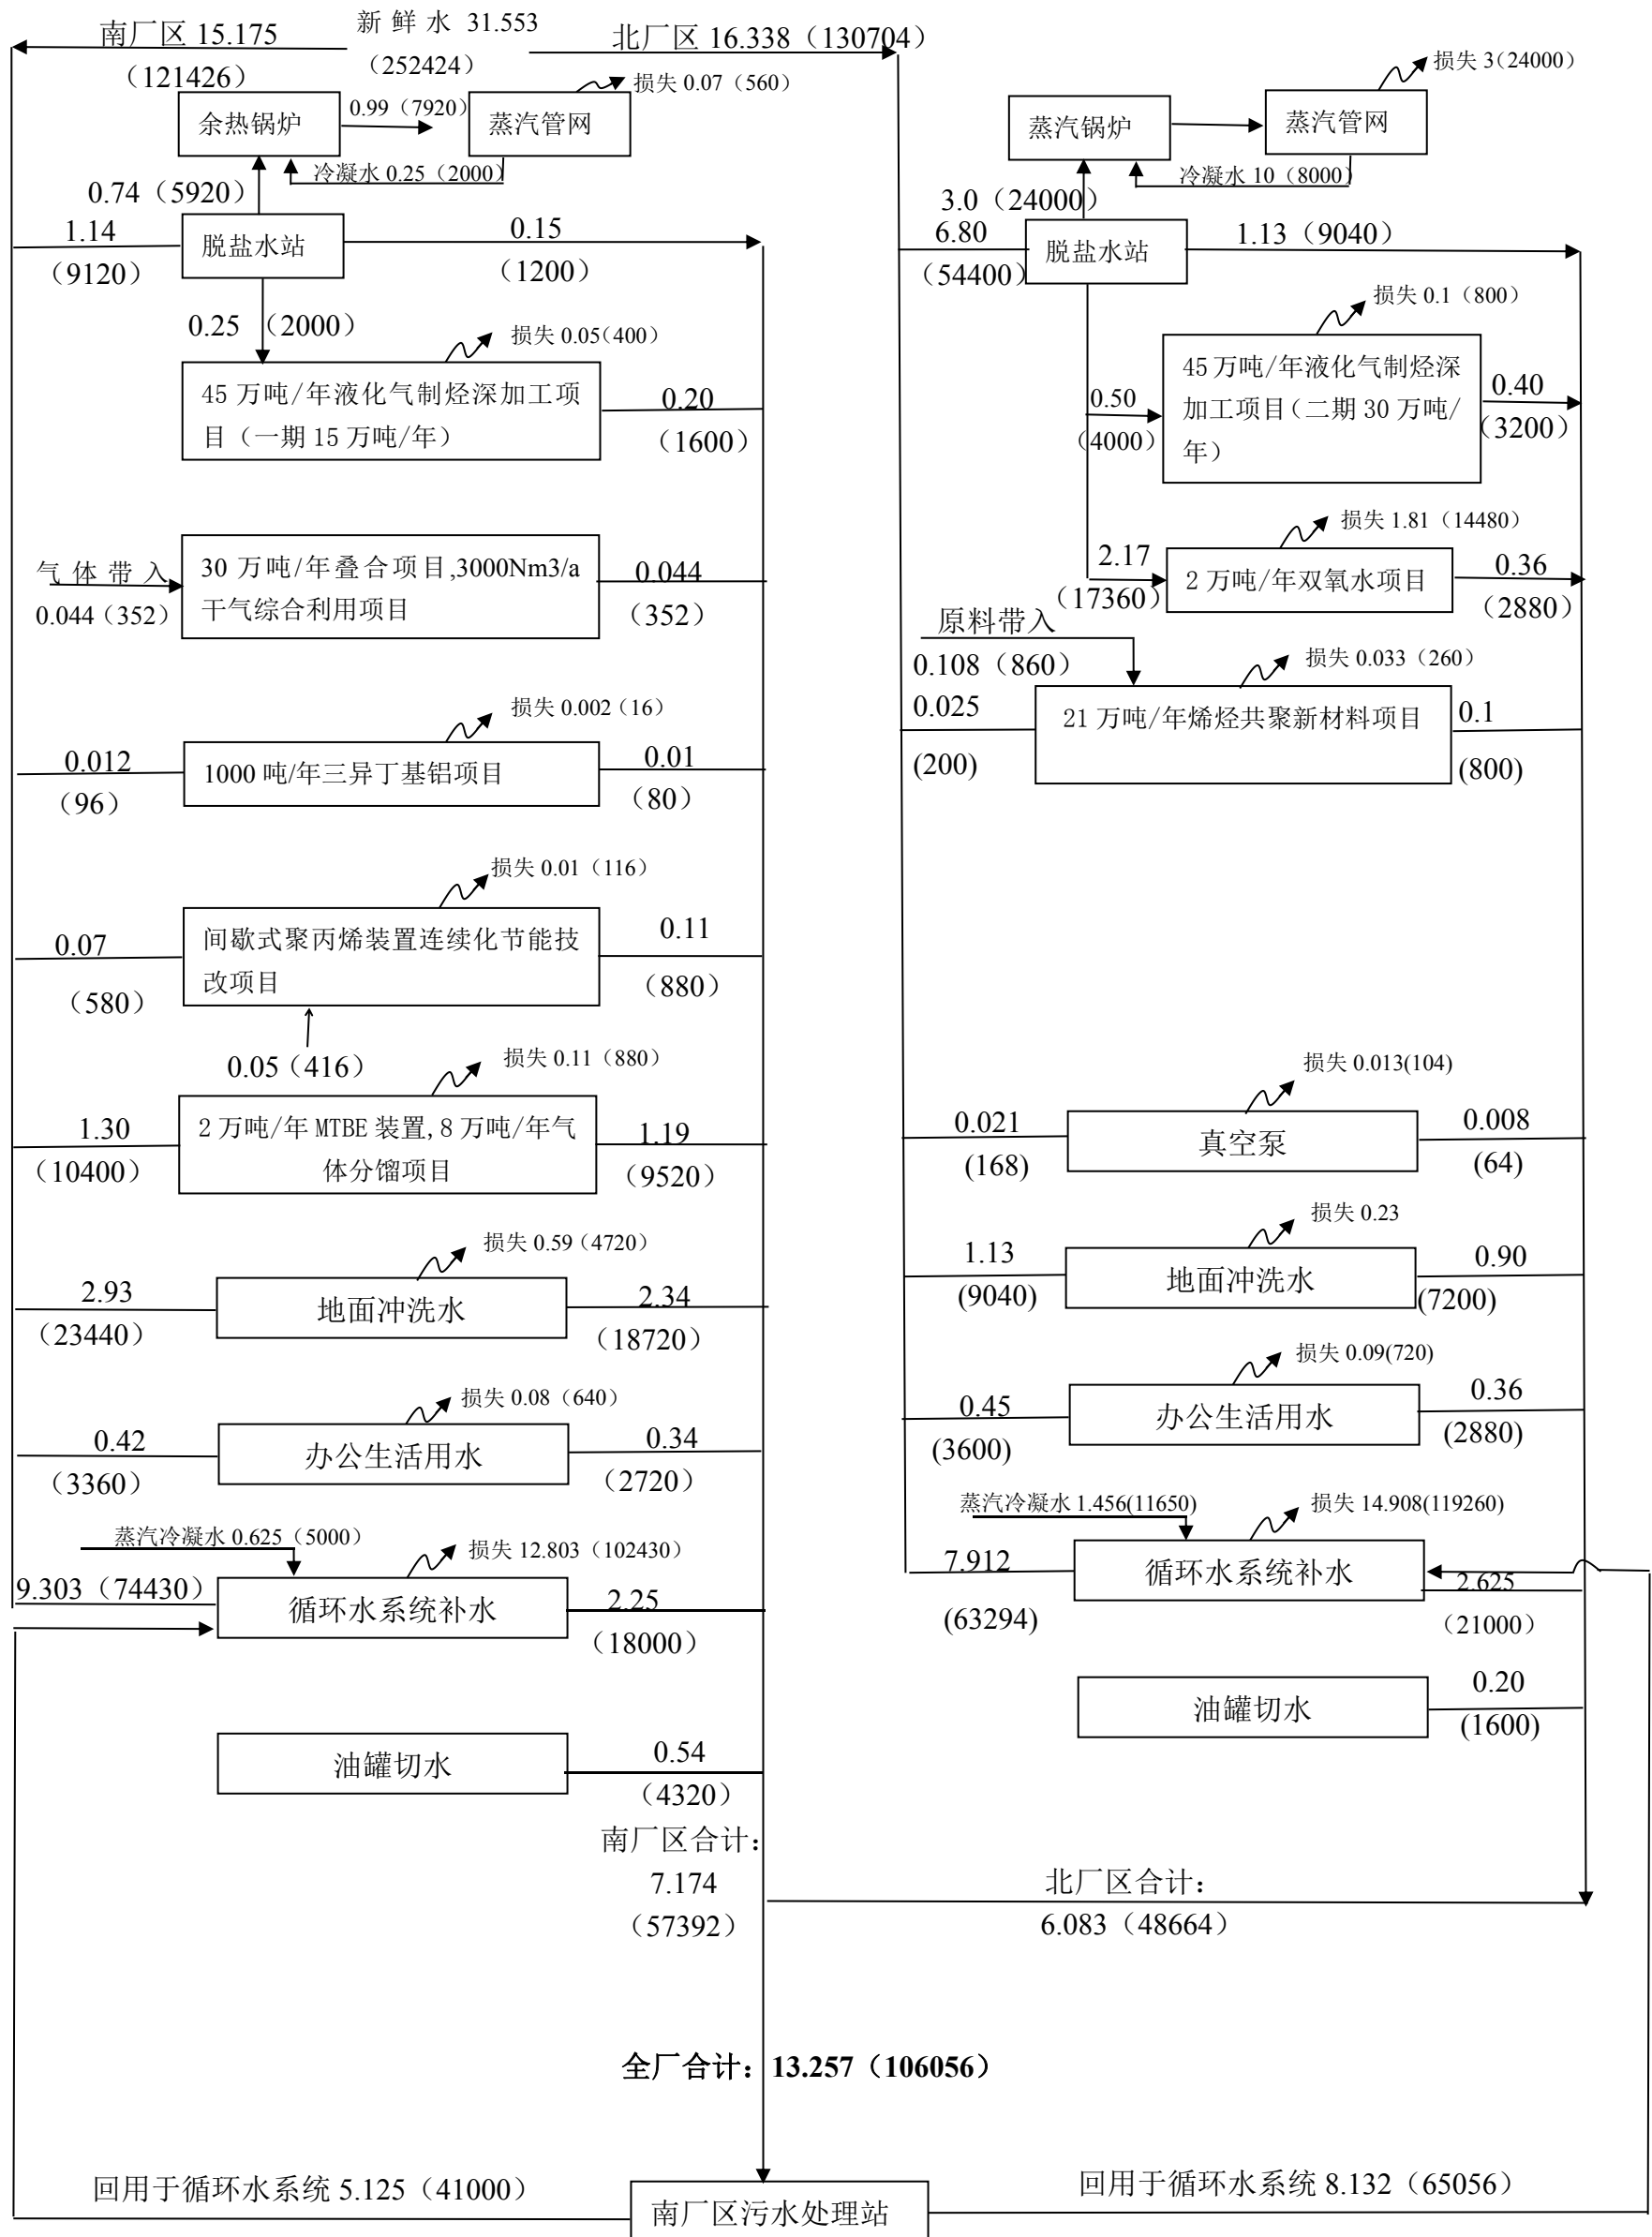 南厂区 15.175
新 鲜 水 31.553
北厂区 16.338（130704）
（121426）
（252424）
余热锅炉
0.99（7920）
蒸汽管网
损失 0.07（560）
冷凝水 0.25（2000）
0.74（5920）
1.14
（9120）
脱盐水站
0.15
（1200）
0.25 （2000）
损失 0.05（400）
45 万吨/年液化气制烃深加工项
目（一期 15 万吨/年）
0.20
（1600）
气 体 带 入
0.044（352）
30 万吨/年叠合项目,3000Nm3/a
干气综合利用项目
0.044
（352）
损失 0.002（16）
0.012
（96）
1000 吨/年三异丁基铝项目
0.01
（80）
损失 0.01（116）
0.07
（580）
间歇式聚丙烯装置连续化节能技
改项目
0.11
（880）
0.05（416）
损失 0.11（880）
1.30
（10400）
2 万吨/年 MTBE 装置,8 万吨/年气
体分馏项目
1.19
（9520）
损失 0.59（4720）
2.93
（23440）
地面冲洗水
2.34
（18720）
损失 0.08（640）
0.42
（3360）
办公生活用水
0.34
（2720）
蒸汽冷凝水 0.625（5000）
损失 12.803（102430）
9.303（74430）
循环水系统补水
2.25
（18000）
油罐切水
0.54
（4320）
南厂区合计：
7.174
（57392）
蒸汽锅炉
蒸汽管网
损失 3（24000）
冷凝水 10（8000）
3.0（24000）
6.80
（54400）
脱盐水站
1.13（9040）
损失 0.1（800）
0.50
（4000）
45 万吨/年液化气制烃深
加工项目（二期 30 万吨/
年）
0.40
（3200）
损失 1.81（14480）
2.17
（17360）
2 万吨/年双氧水项目
0.36
（2880）
原料带入
0.108（860）
损失 0.033（260）
0.025
(200)
21 万吨/年烯烃共聚新材料项目
0.1
(800)
损失 0.013(104)
0.021
(168)
真空泵
0.008
(64)
损失 0.23
1.13
(9040)
地面冲洗水
0.90
(7200)
损失 0.09(720)
0.45
(3600)
办公生活用水
0.36
(2880)
蒸汽冷凝水 1.456(11650)
损失 14.908(119260)
7.912
(63294)
循环水系统补水
2.625
（21000）
油罐切水
0.20
(1600)
北厂区合计：
6.083（48664）
全厂合计：13.257（106056）
回用于循环水系统 5.125（41000）
南厂区污水处理站
回用于循环水系统 8.132（65056）